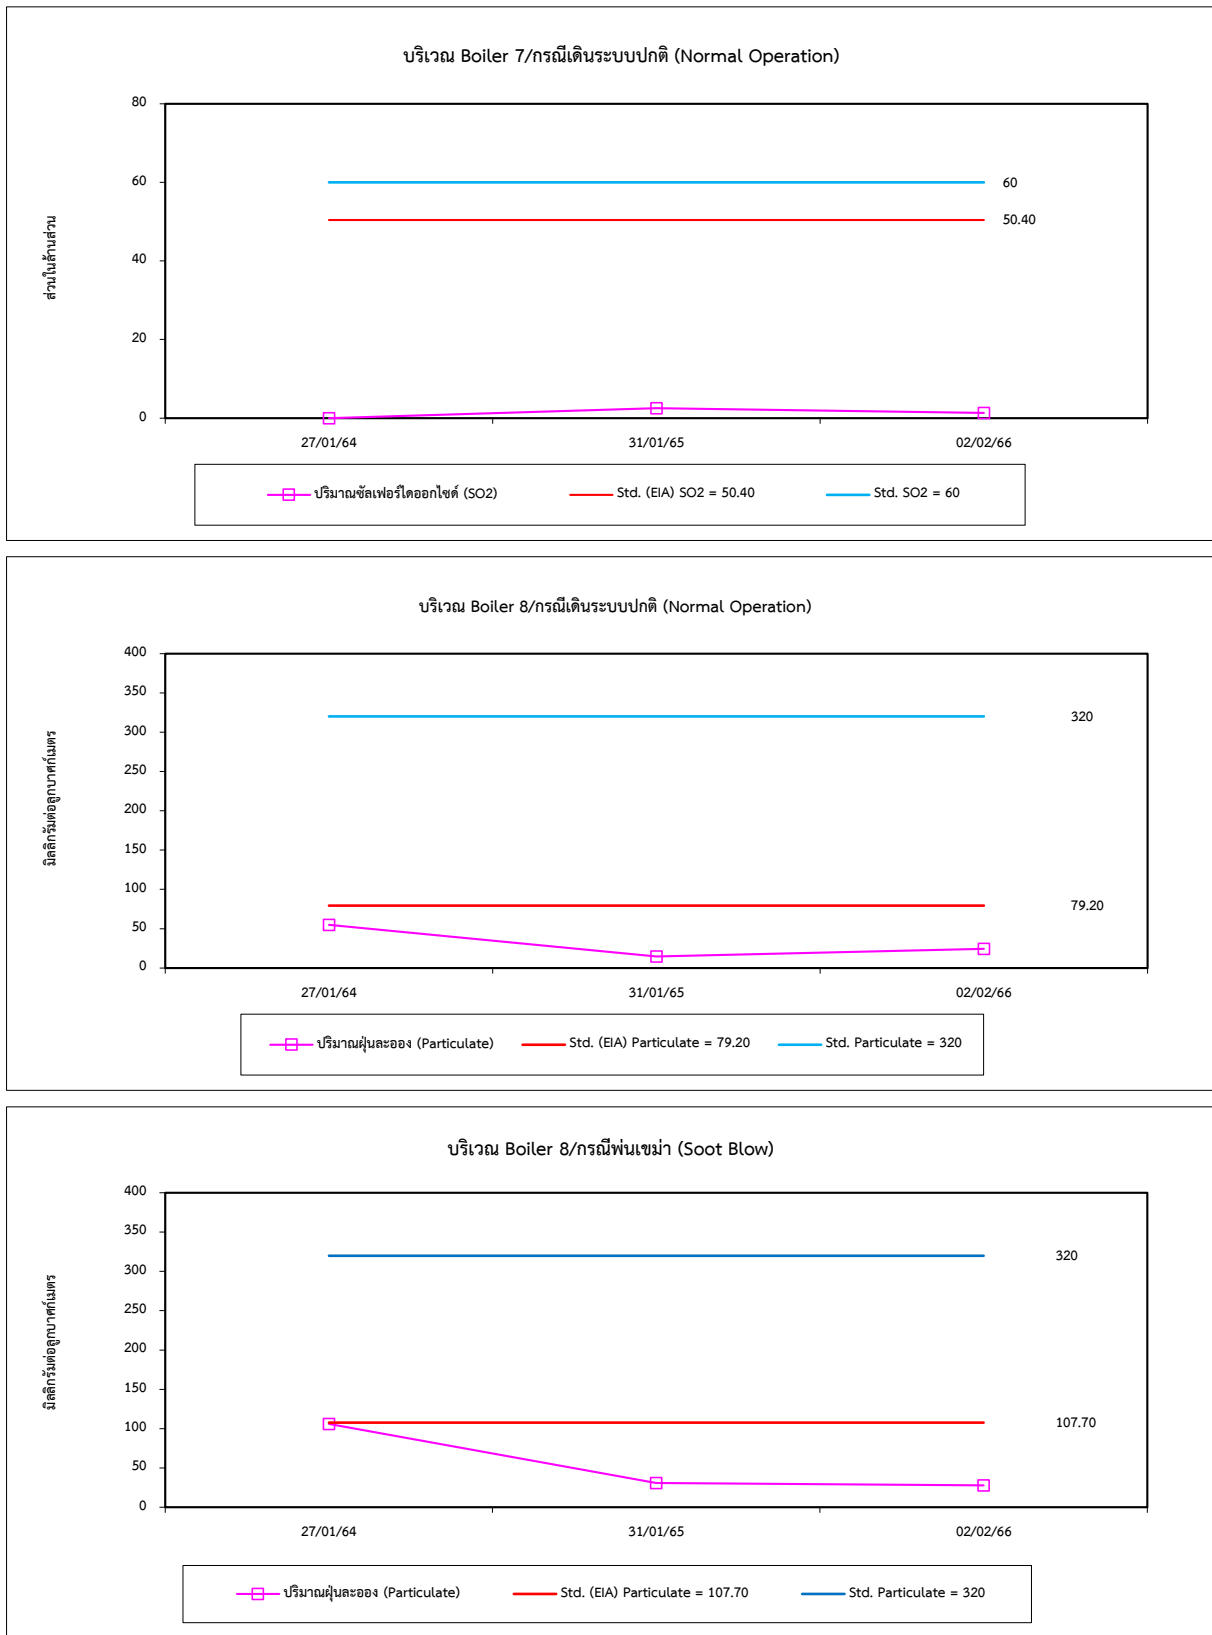 บริเวณ Boiler 7/กรณีเดินระบบปกติ (Normal Operation)
ส่วนในล้านส่วน
80
60
40
20
0
60
50.40
27/01/64 31/01/65 02/02/66
ปริมาณซัลเฟอร์ไดออกไซด์ (SO2) Std. (EIA) SO2 = 50.40 Std. SO2 = 60
บริเวณ Boiler 8/กรณีเดินระบบปกติ (Normal Operation)
มิลลิกรัมต่อลูกบาศก์เมตร
400
350
300
250
200
150
100
50
0
320
79.20
27/01/64 31/01/65 02/02/66
ปริมาณฝุ่นละออง (Particulate) Std. (EIA) Particulate = 79.20 Std. Particulate = 320
บริเวณ Boiler 8/กรณีพ่นเขม่า (Soot Blow)
มิลลิกรัมต่อลูกบาศก์เมตร
400
350
300
250
200
150
100
50
0
320
107.70
27/01/64 31/01/65 02/02/66
ปริมาณฝุ่นละออง (Particulate) Std. (EIA) Particulate = 107.70 Std. Particulate = 320